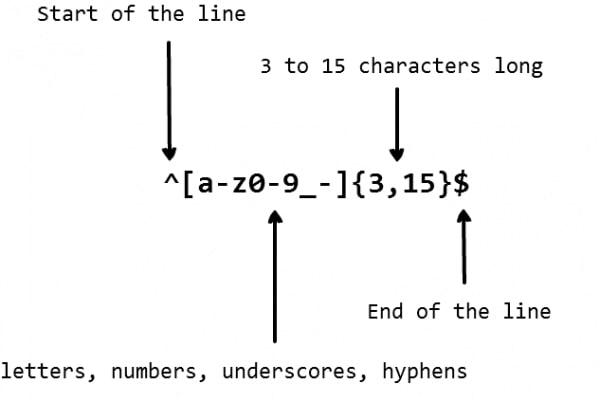 Start of the line
3 to 15 characters long
^[a-z0-9_-]{3,15}$
End of the line
letters, numbers, underscores, hyphens